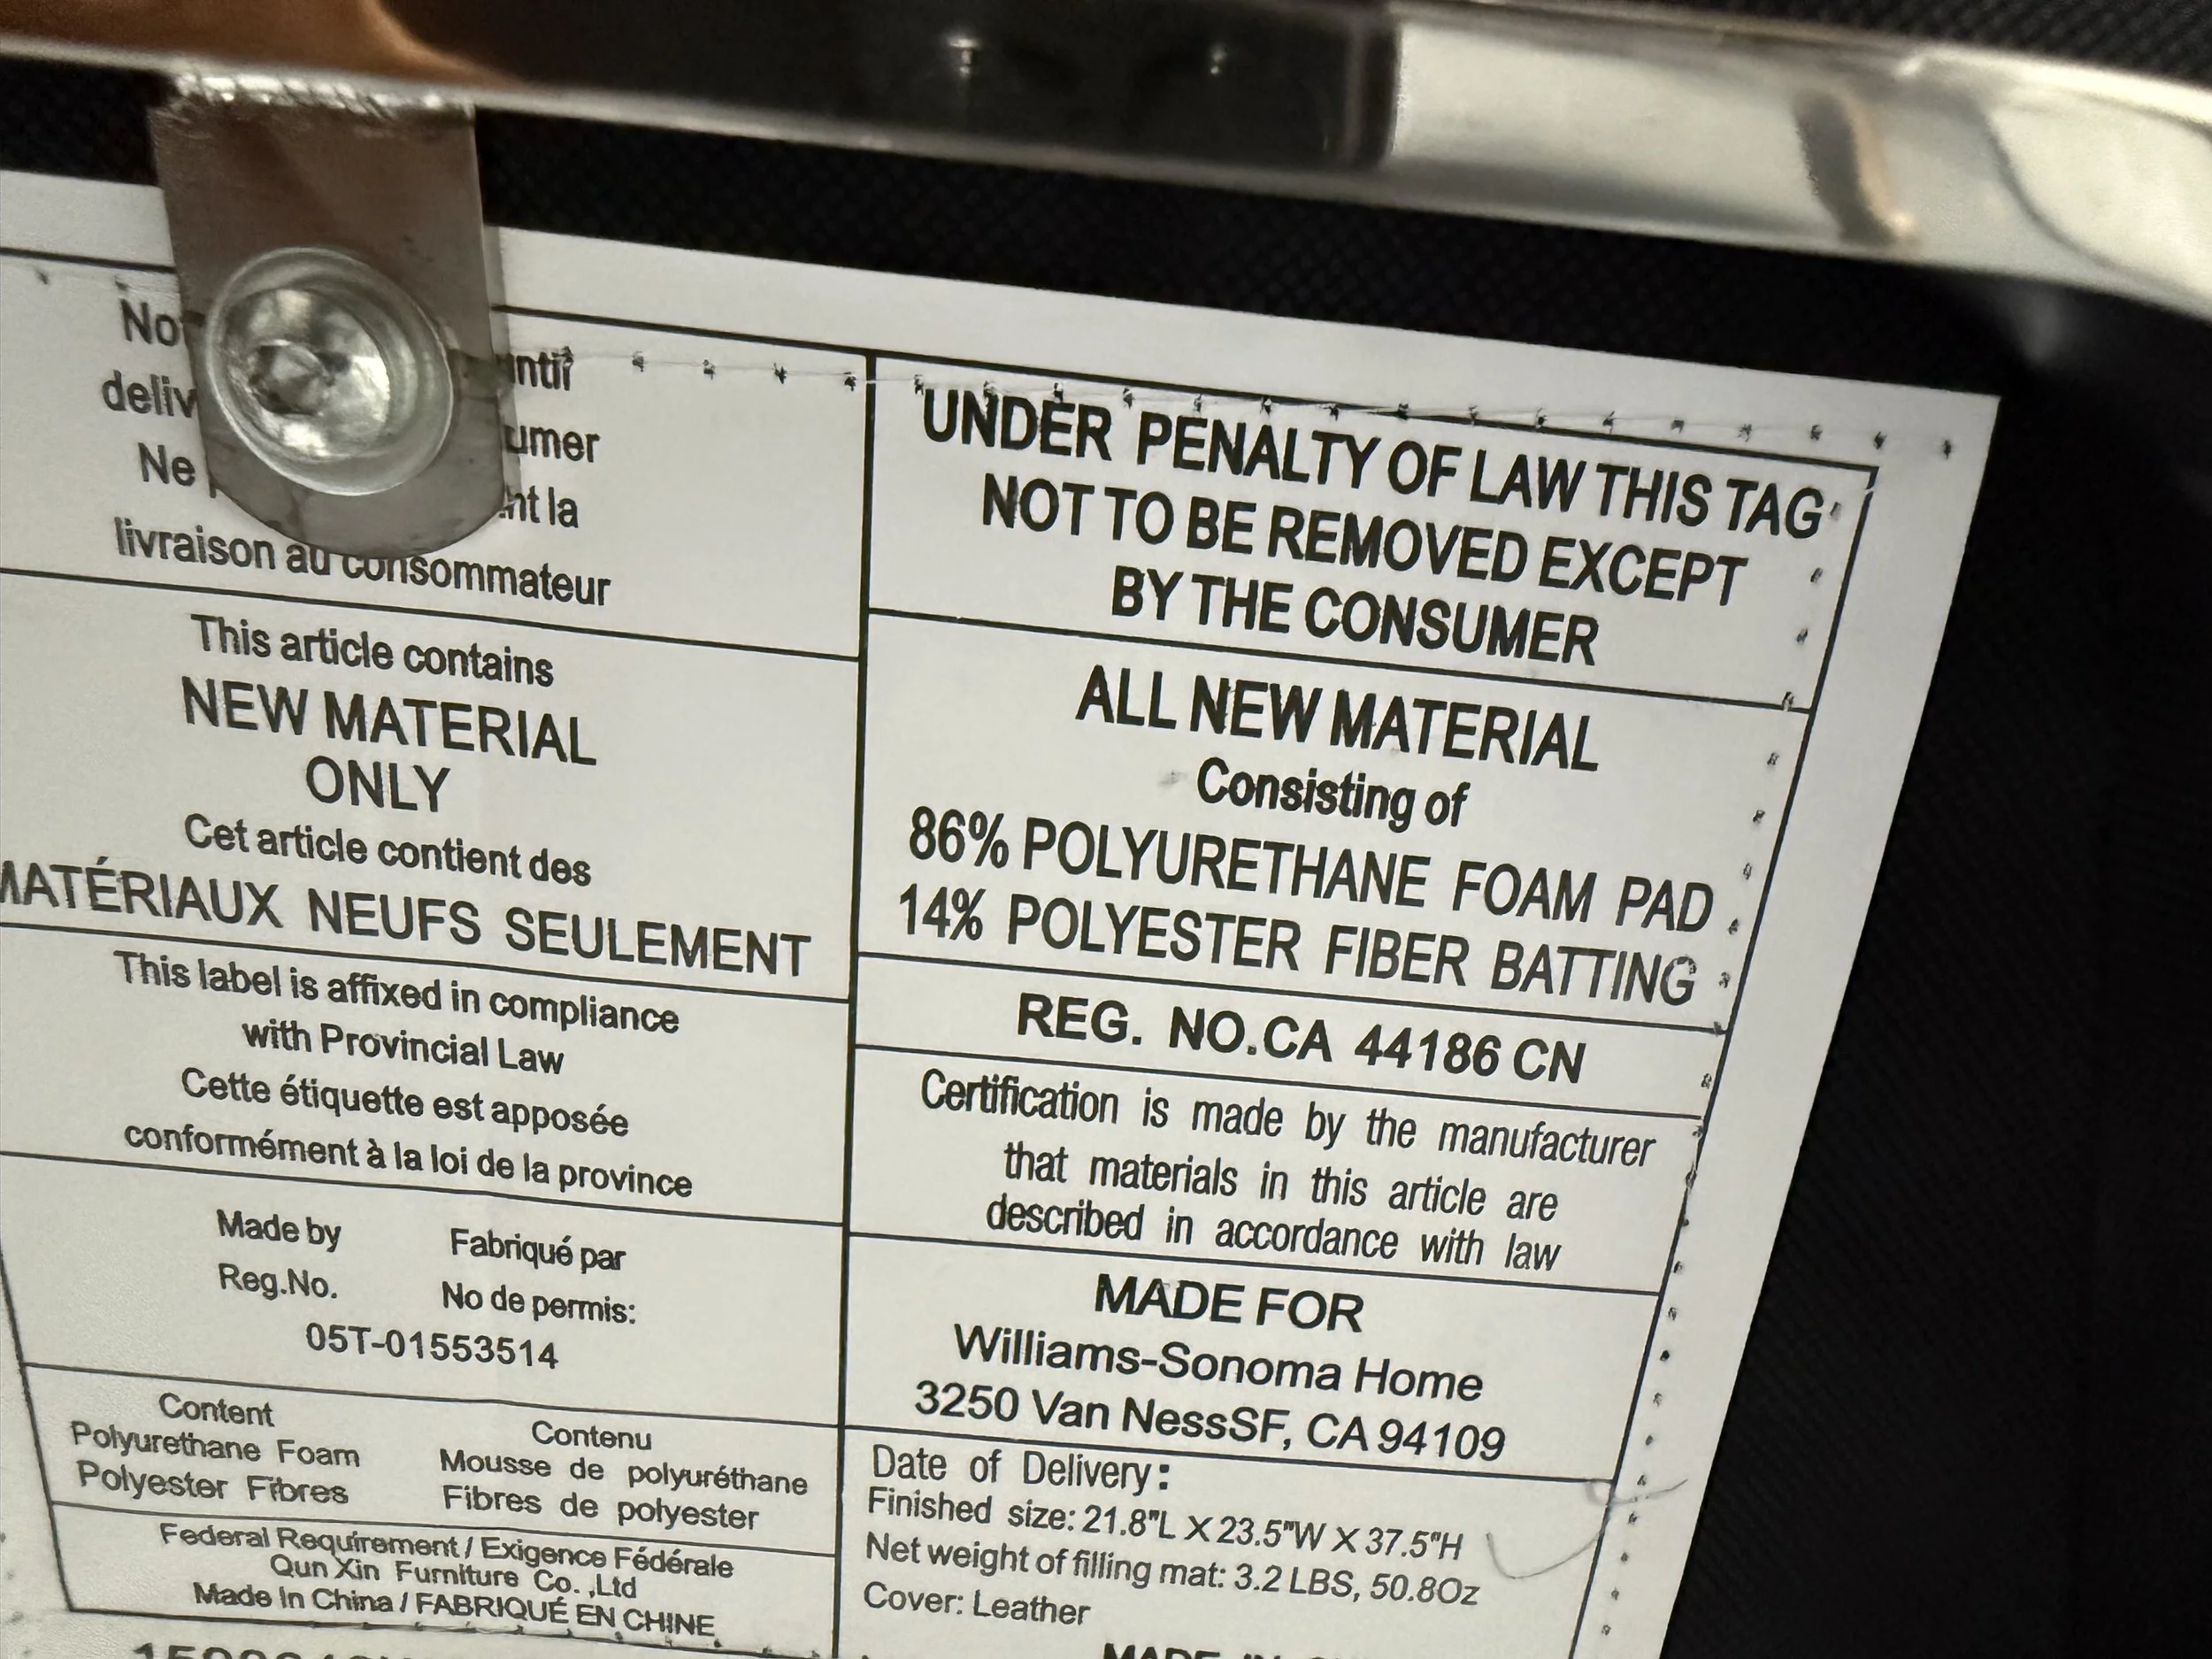 No
deliv umer
Ne la
livraison au consommateur
This article contains
NEW MATERIAL
ONLY
Cet article contient des
MATÉRIAUX NEUFS SEULEMENT
This label is affixed in compliance
with Provincial Law
Cette étiquette est apposée
conformément à la loi de la province
Made by Fabriqué par
Reg.No. No de permis:
05T-01553514
Content Contenu
Polyurethane Foam Mousse de polyuréthane
Polyester Fibres Fibres de polyester
Federal Requirement / Exigence Fédérale
Qun Xin Furniture Co. ,Ltd
Made In China / FABRIQUÉ EN CHINE
UNDER PENALTY OF LAW THIS TAG
NOT TO BE REMOVED EXCEPT
BY THE CONSUMER
ALL NEW MATERIAL
Consisting of
86% POLYURETHANE FOAM PAD
14% POLYESTER FIBER BATTING
REG. NO.CA 44186 CN
Certification is made by the manufacturer
that materials in this article are
described in accordance with law
MADE FOR
Williams-Sonoma Home
3250 Van NessSF, CA 94109
Date of Delivery:
Finished size: 21.8"L X 23.5"W X 37.5"H
Net weight of filling mat: 3.2 LBS, 50.8Oz
Cover: Leather
MADE IN